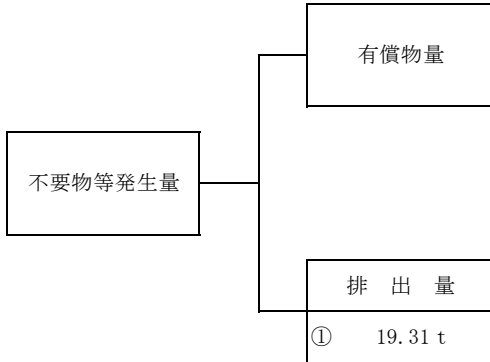 有償物量
不要物等発生量
排 出 量
① 19.31 t